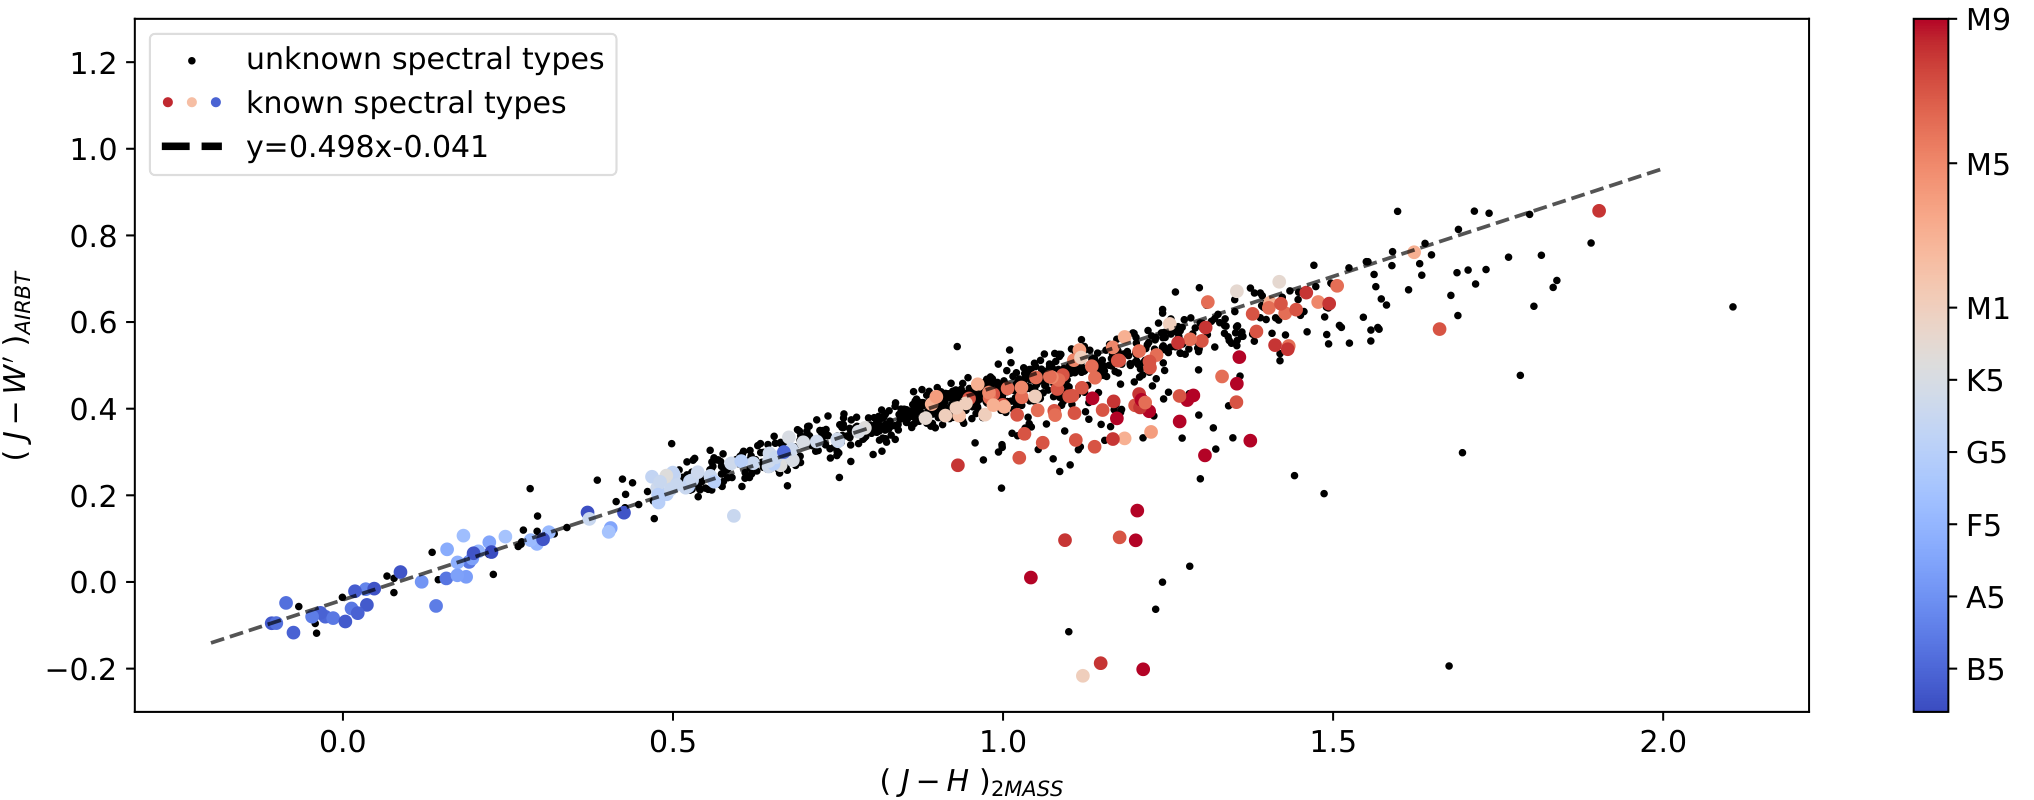 unknown spectral types
known spectral types
y=0.498x-0.041
1.2
1.0
0.8
0.6
0.4
0.2
0.0
−0.2
( J − W′ )AIRBT
0.0
0.5
1.0
1.5
2.0
( J − H )2MASS
M9
M5
M1
K5
G5
F5
A5
B5